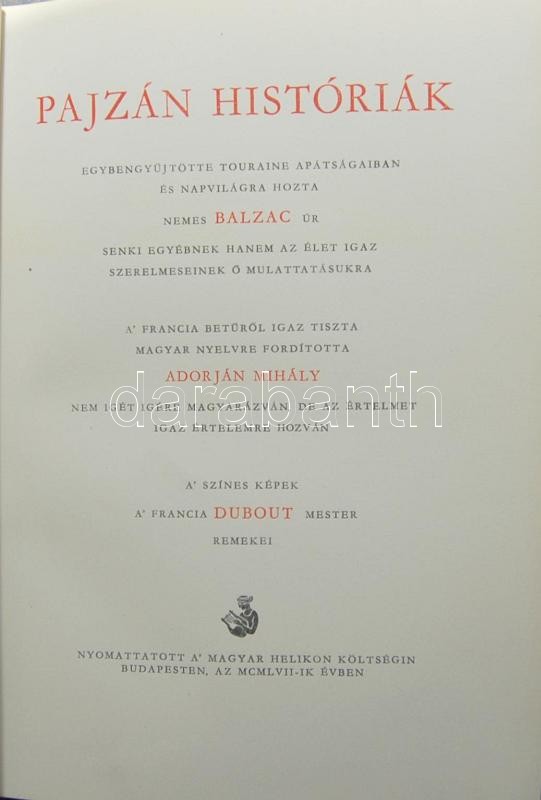 PAJZÁN HISTÓRIÁK
EGYBENGYÜJTÖTTE TOURAINE APÁTSÁGAIBAN
ÉS NAPVILÁGRA HOZTA
NEMES BALZAC ÚR
SENKI EGYÉBNEK HANEM AZ ÉLET IGAZ
SZERELMESEINEK Ő MULATTATÁSUKRA
A' FRANCIA BETŰRŐL IGAZ TISZTA
MAGYAR NYELVRE FORDÍTOTTA
ADORJÁN MIHÁLY
darabanth
NEM IGÉT IGÉRE MAGYARÁZVÁN, DE AZ ÉRTELMET
IGAZ ÉRTELEMRE HOZVÁN
A' SZÍNES KÉPEK
A' FRANCIA DUBOUT MESTER
REMEKEI
NYOMATTATOTT A' MAGYAR HELIKON KÖLTSÉGIN
BUDAPESTEN, AZ MCMLVII-IK ÉVBEN